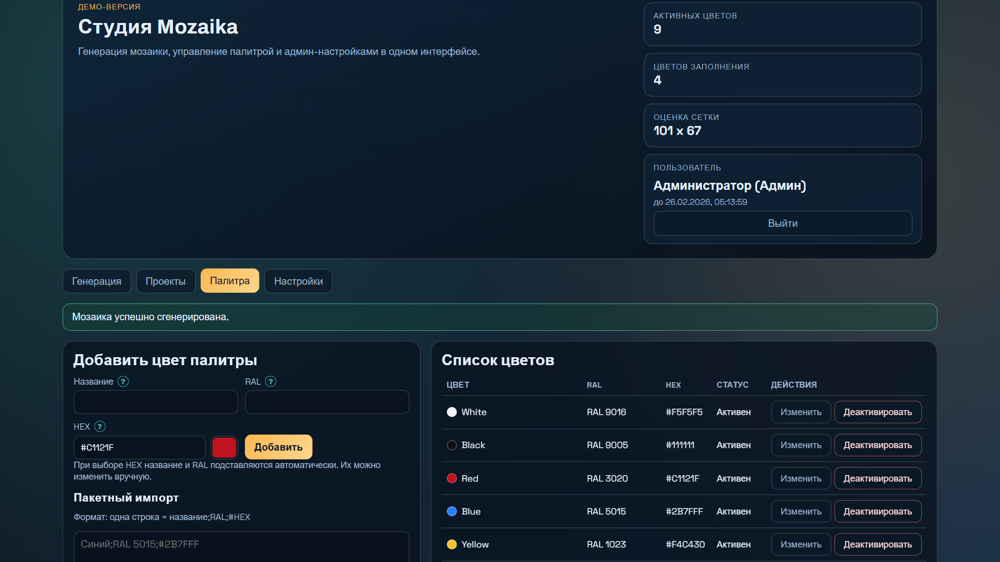 ДЕМО-ВЕРСИЯ
Студия Mozaika
Генерация мозаики, управление палитрой и админ-настройками в одном интерфейсе.
АКТИВНЫХ ЦВЕТОВ
9
ЦВЕТОВ ЗАПОЛНЕНИЯ
4
ОЦЕНКА СЕТКИ
101 x 67
ПОЛЬЗОВАТЕЛЬ
Администратор (Админ)
до 26.02.2026, 05:13:59
Выйти
Генерация Проекты Палитра Настройки
Мозаика успешно сгенерирована.
Добавить цвет палитры
Название ? RAL ?
HEX ?
#C1121F Добавить
При выборе HEX название и RAL подставляются автоматически. Их можно
изменить вручную.
Пакетный импорт
Формат: одна строка = название;RAL;#HEX
Синий;RAL 5015;#2B7FFF
Список цветов
ЦВЕТ RAL HEX СТАТУС ДЕЙСТВИЯ
White RAL 9016 #F5F5F5 Активен Изменить Деактивировать
Black RAL 9005 #111111 Активен Изменить Деактивировать
Red RAL 3020 #C1121F Активен Изменить Деактивировать
Blue RAL 5015 #2B7FFF Активен Изменить Деактивировать
Yellow RAL 1023 #F4C430 Активен Изменить Деактивировать